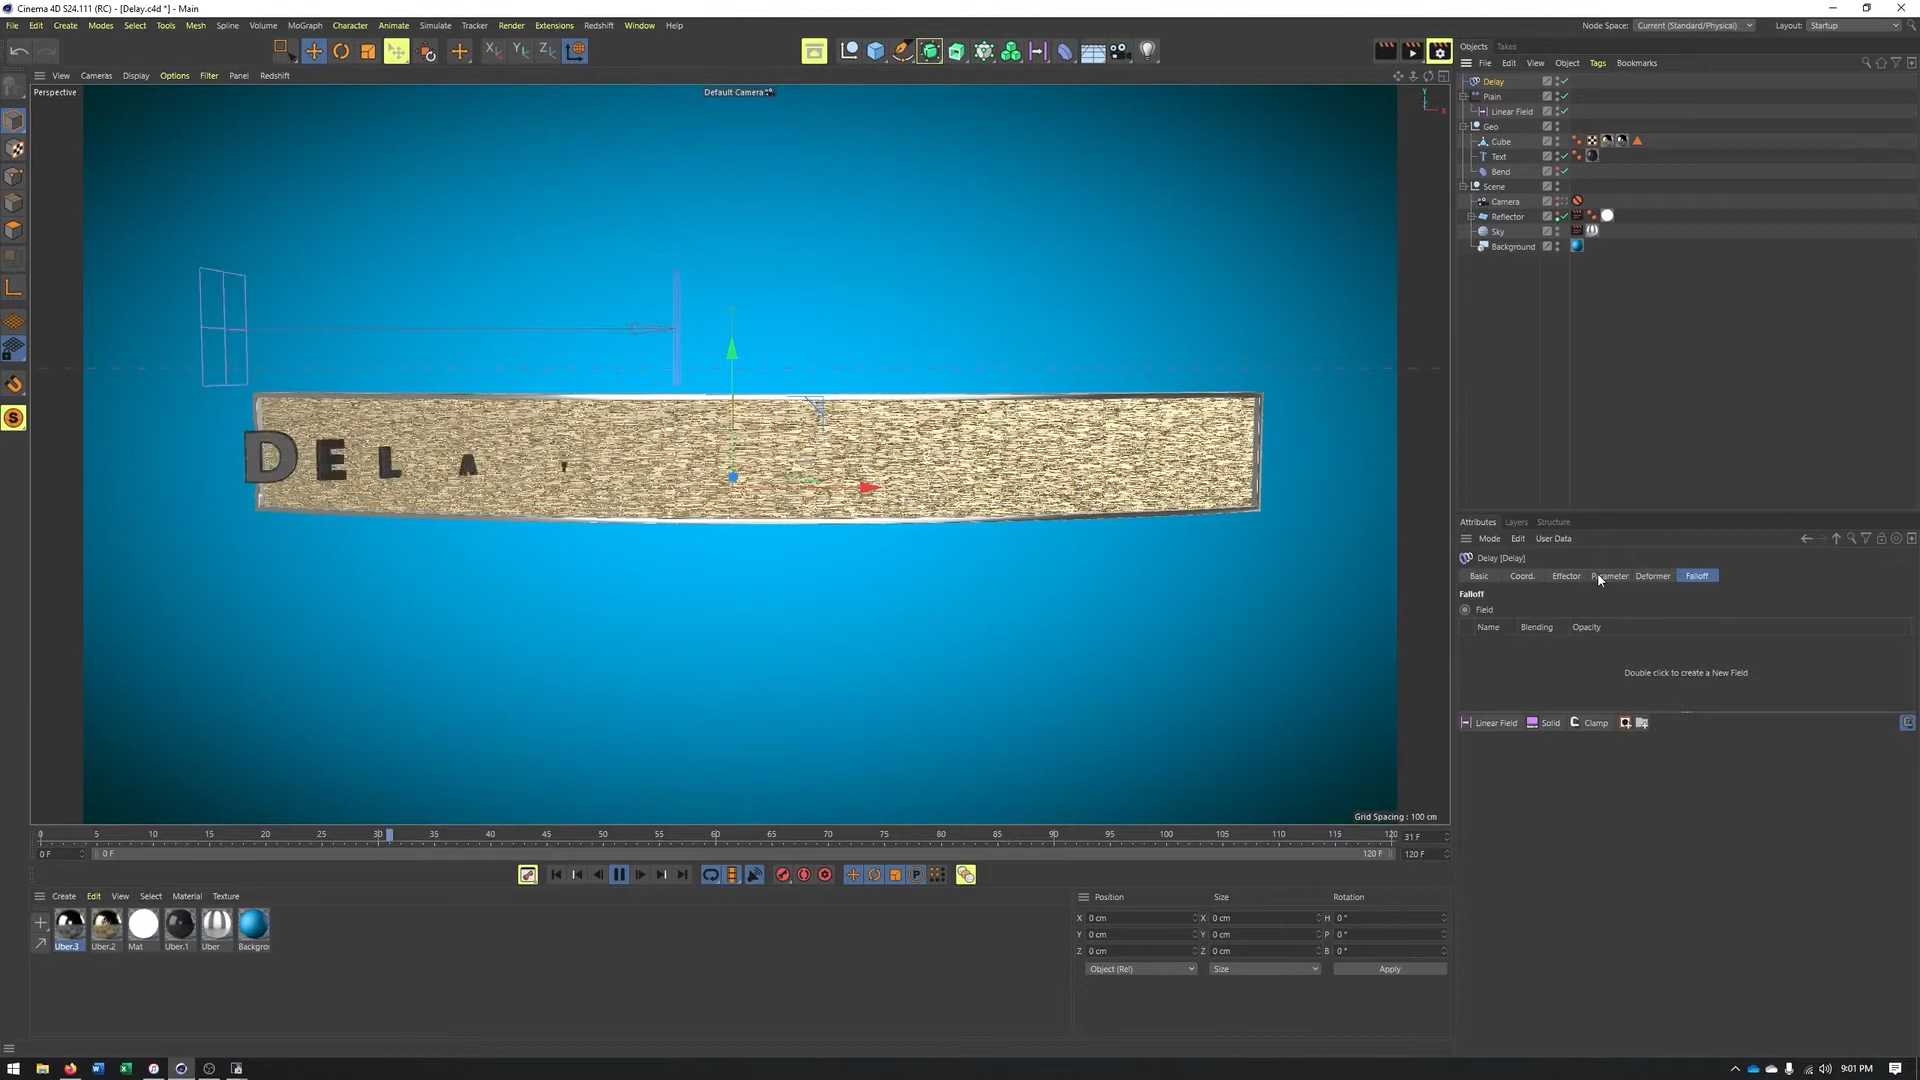 Cinema 4D S24.111 (RC) - [Delay.c4d *] - Main
File Edit Create Modes Select Tools Mesh Spline Volume MoGraph Character Animate Simulate Tracker Render Extensions Redshift Window Help
Node Space: Current (Standard/Physical) Layout: Startup
View Cameras Display Options Filter Panel Redshift
Perspective
Default Camera
Objects Takes
File Edit View Object Tags Bookmarks
Delay
Plain
Linear Field
Geo
Cube
Text
Bend
Scene
Camera
Reflector
Sky
Background
D E L A Y
Attributes Layers Structure
Mode Edit User Data
Delay [Delay]
Basic Coord. Effector Parameter Deformer Falloff
Falloff
Field
Name Blending Opacity
Double click to create a New Field
Linear Field Solid Clamp
Grid Spacing : 100 cm
0 5 10 15 20 25 30 35 40 45 50 55 60 65 70 75 80 85 90 95 100 105 110 115 120 31 F
0 F 0 F 120 F 120 F
Create Edit View Select Material Texture
Uber.3 Uber.2 Mat Uber.1 Uber Backgro
Position Size Rotation
X 0 cm X 0 cm H 0 °
Y 0 cm Y 0 cm P 0 °
Z 0 cm Z 0 cm B 0 °
Object (Rel) Size Apply
9:01 PM